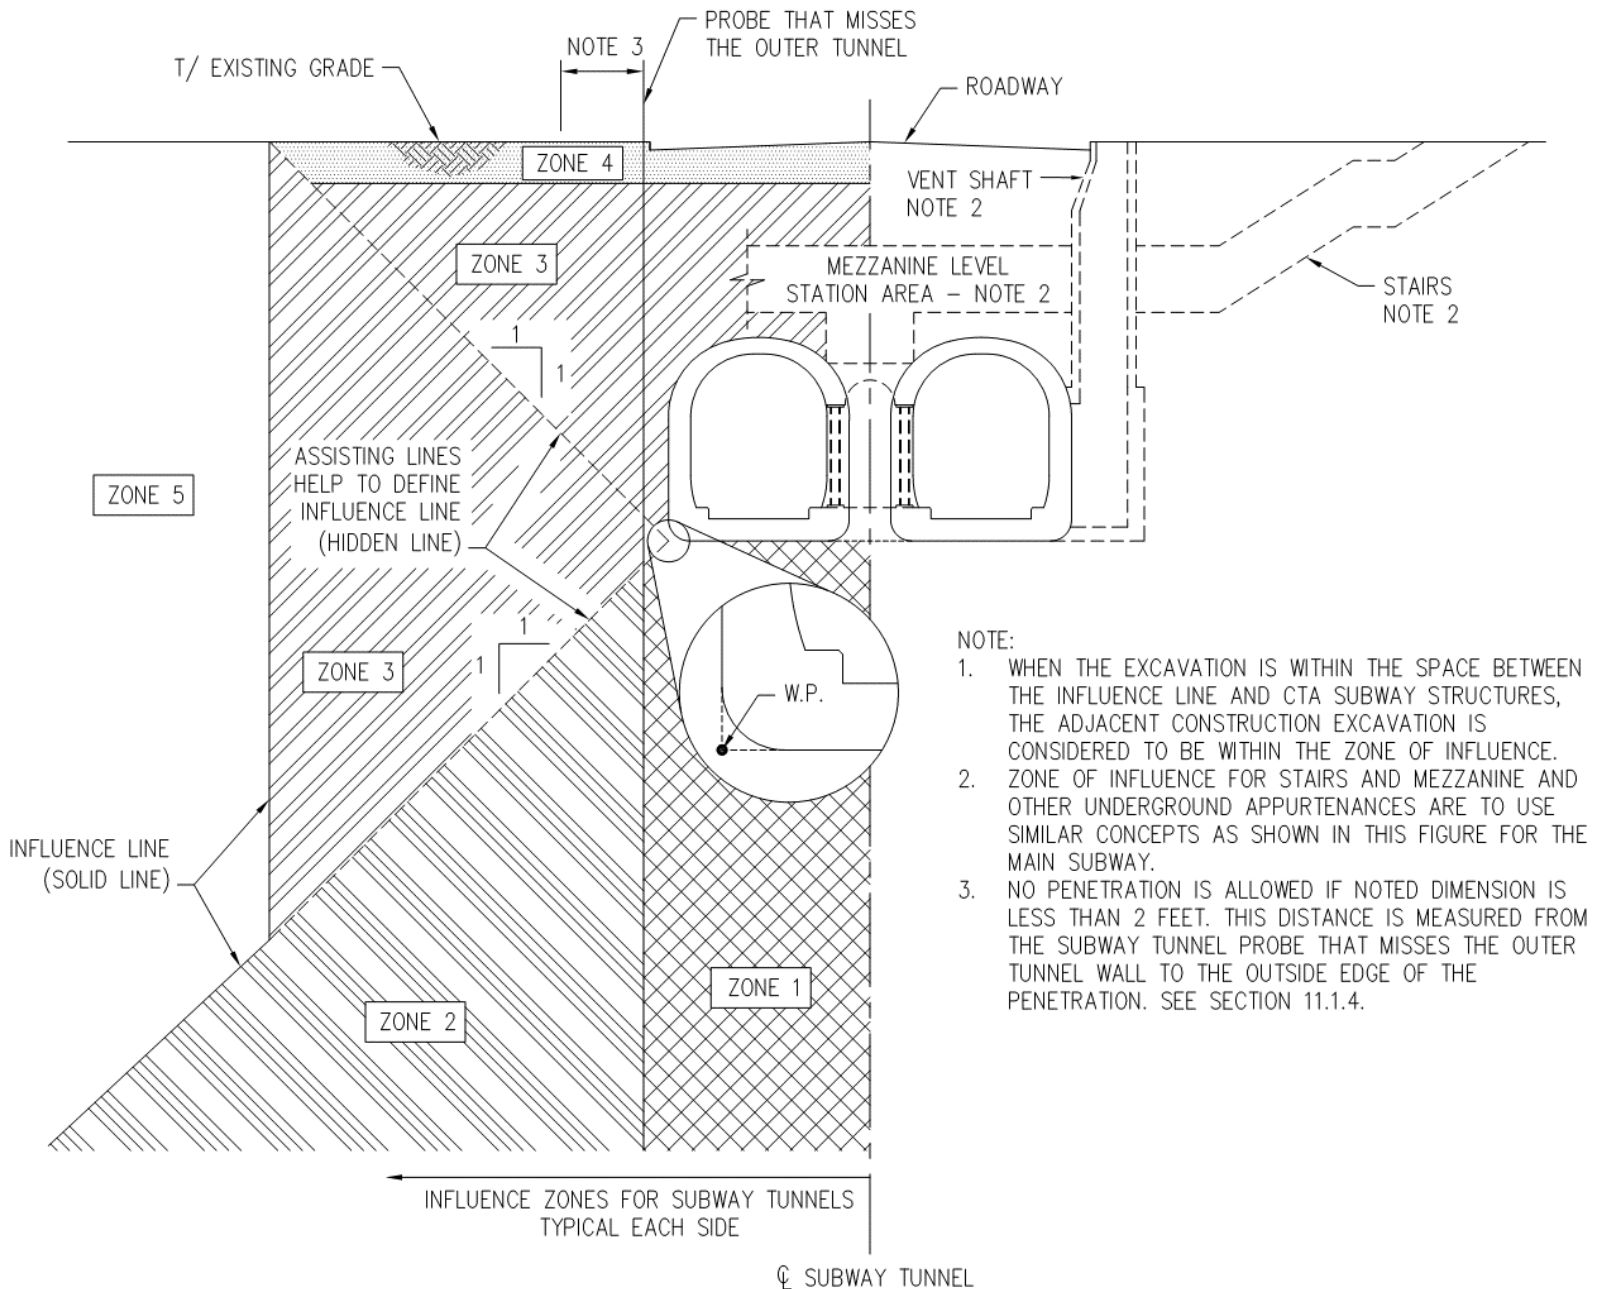 PROBE THAT MISSES
THE OUTER TUNNEL
NOTE 3
T/ EXISTING GRADE
ROADWAY
ZONE 4
VENT SHAFT
NOTE 2
ZONE 3
MEZZANINE LEVEL
STATION AREA - NOTE 2
STAIRS
NOTE 2
1
1
ASSISTING LINES
HELP TO DEFINE
INFLUENCE LINE
(HIDDEN LINE)
ZONE 5
1
1
ZONE 3
W.P.
NOTE:
1. WHEN THE EXCAVATION IS WITHIN THE SPACE BETWEEN
THE INFLUENCE LINE AND CTA SUBWAY STRUCTURES,
THE ADJACENT CONSTRUCTION EXCAVATION IS
CONSIDERED TO BE WITHIN THE ZONE OF INFLUENCE.
2. ZONE OF INFLUENCE FOR STAIRS AND MEZZANINE AND
OTHER UNDERGROUND APPURTENANCES ARE TO USE
SIMILAR CONCEPTS AS SHOWN IN THIS FIGURE FOR THE
MAIN SUBWAY.
3. NO PENETRATION IS ALLOWED IF NOTED DIMENSION IS
LESS THAN 2 FEET. THIS DISTANCE IS MEASURED FROM
THE SUBWAY TUNNEL PROBE THAT MISSES THE OUTER
TUNNEL WALL TO THE OUTSIDE EDGE OF THE
PENETRATION. SEE SECTION 11.1.4.
INFLUENCE LINE
(SOLID LINE)
ZONE 1
ZONE 2
INFLUENCE ZONES FOR SUBWAY TUNNELS
TYPICAL EACH SIDE
℄ SUBWAY TUNNEL